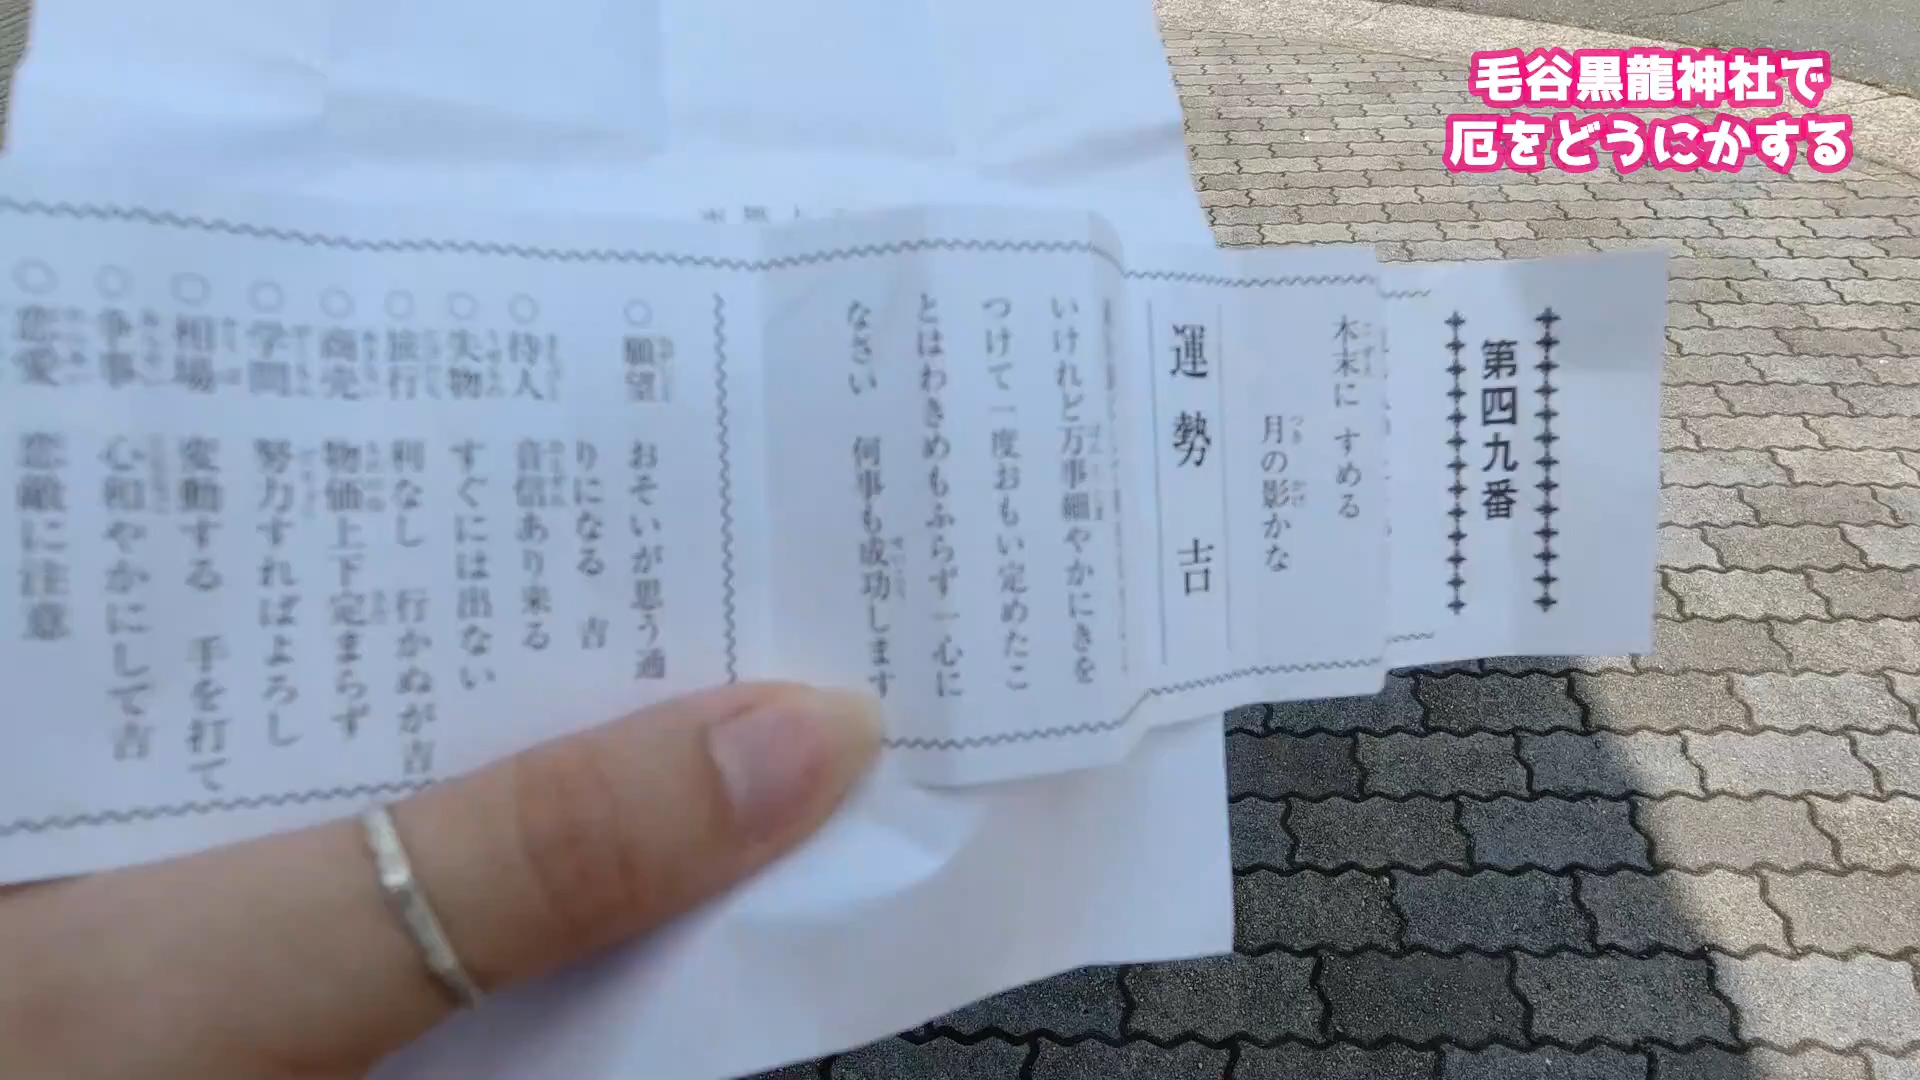 毛谷黒龍神社で
厄をどうにかする
第四九番
木末に すめる
月の影かな
運勢 吉
いけれど万事細やかにきを
つけて一度おもい定めたこ
とはわきめもふらず一心に
なさい 何事も成功します
○願望 おそいが思う通
りになる 吉
○待人 音信あり来る
○失物 すぐには出ない
○旅行 利なし 行かぬが吉
○商売 物価上下定まらず
○学問 努力すればよろし
○相場 変動する 手を打て
○争事 心和やかにして吉
○恋愛 恋敵に注意